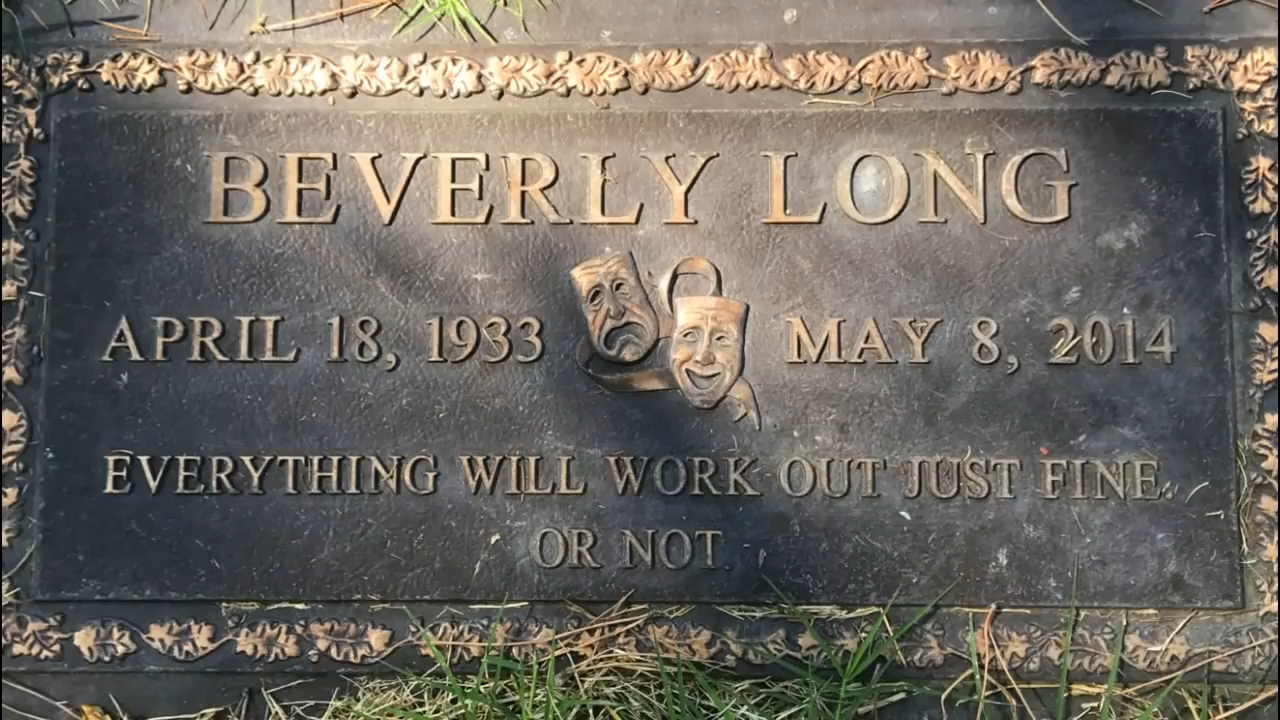 BEVERLY LONG
APRIL 18, 1933 MAY 8, 2014
EVERYTHING WILL WORK OUT JUST FINE.
OR NOT.